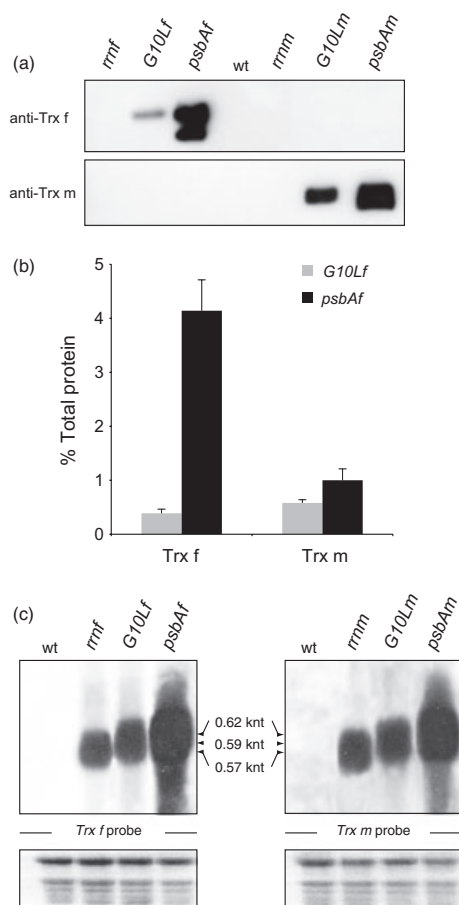 (a)
rrnf G10Lf psbAf wt rrnm G10Lm psbAm
anti-Trx f
anti-Trx m
(b)
5
4
3
2
1
0
% Total protein
G10Lf
psbAf
Trx f Trx m
(c)
wt rrnf G10Lf psbAf
wt rrnm G10Lm psbAm
0.62 knt
0.59 knt
0.57 knt
Trx f probe
Trx m probe